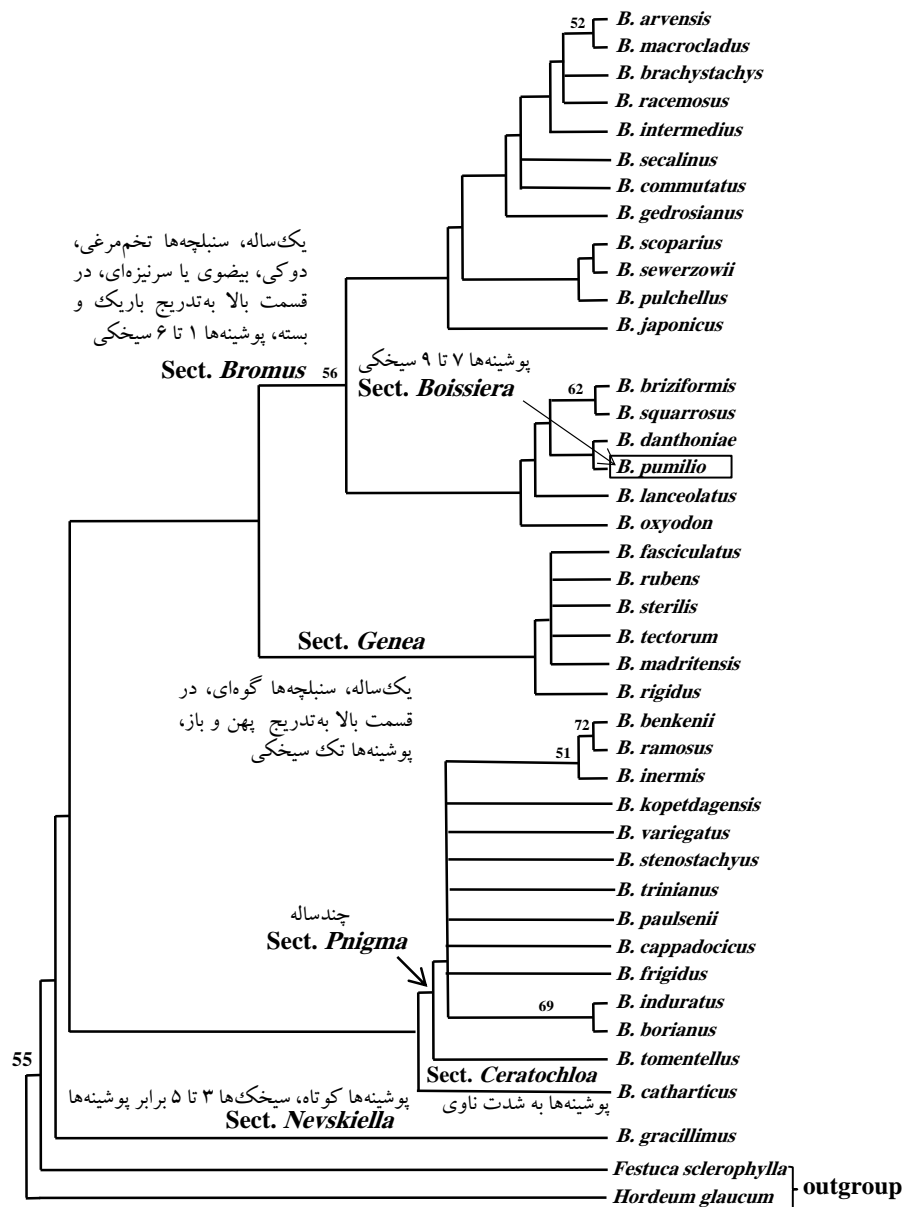 52
B. arvensis
B. macrocladus
B. brachystachys
B. racemosus
B. intermedius
B. secalinus
B. commutatus
B. gedrosianus
B. scoparius
B. sewerzowii
B. pulchellus
B. japonicus
یک‌ساله، سنبلچه‌ها تخم‌مرغی،
دوکی، بیضوی یا سرنیزه‌ای، در
قسمت بالا به‌تدریج باریک و
بسته، پوشینه‌ها ۱ تا ۶ سیخکی
Sect. Bromus
56
پوشینه‌ها ۷ تا ۹ سیخکی
Sect. Boissiera
62
B. briziformis
B. squarrosus
B. danthoniae
B. pumilio
B. lanceolatus
B. oxyodon
B. fasciculatus
B. rubens
B. sterilis
B. tectorum
B. madritensis
B. rigidus
Sect. Genea
یک‌ساله، سنبلچه‌ها گوه‌ای، در
قسمت بالا به‌تدریج پهن و باز،
پوشینه‌ها تک سیخکی
72
51
B. benkenii
B. ramosus
B. inermis
B. kopetdagensis
B. variegatus
B. stenostachyus
B. trinianus
B. paulsenii
B. cappadocicus
B. frigidus
چندساله
Sect. Pnigma
69
B. induratus
B. borianus
B. tomentellus
Sect. Ceratochloa
B. catharticus
پوشینه‌ها به شدت ناوی
55
پوشینه‌ها کوتاه، سیخک‌ها ۳ تا ۵ برابر پوشینه‌ها
Sect. Nevskiella
B. gracillimus
Festuca sclerophylla
Hordeum glaucum
outgroup